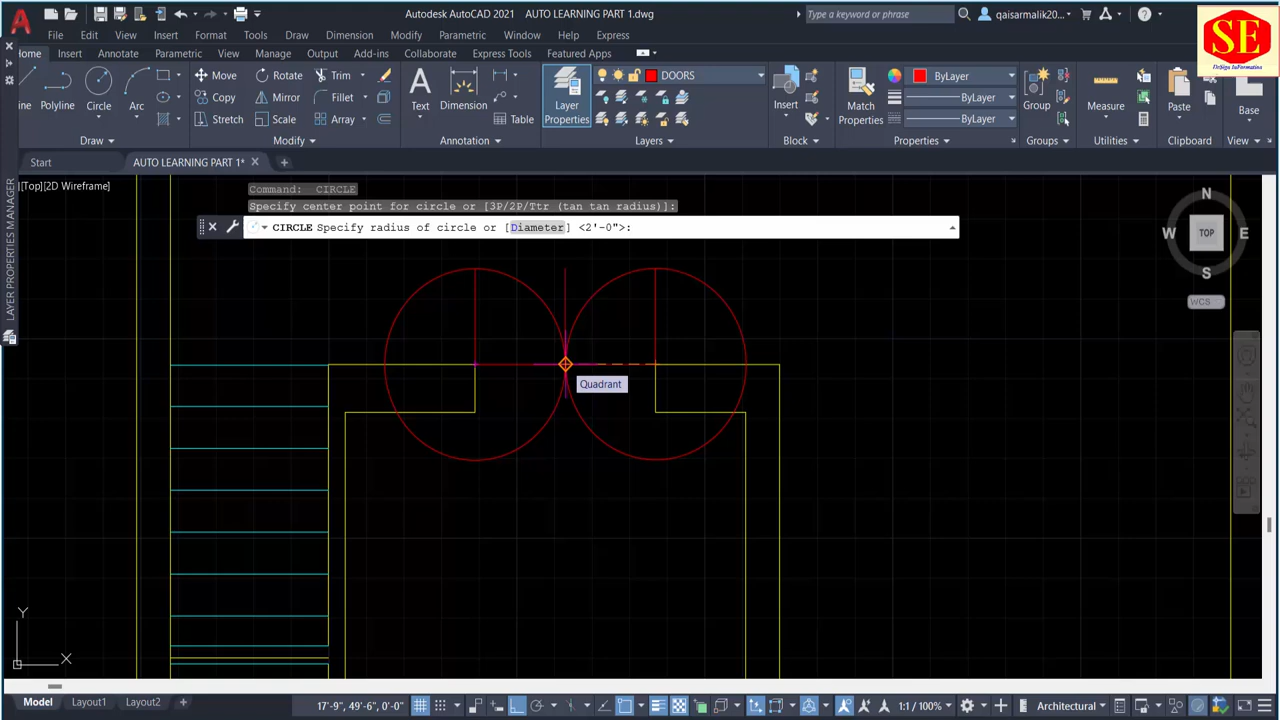 Autodesk AutoCAD 2021 AUTO LEARNING PART 1.dwg
Type a keyword or phrase
qaisarmalik20...
SE
Design InFormation
File Edit View Insert Format Tools Draw Dimension Modify Parametric Window Help Express
Home Insert Annotate Parametric View Manage Output Add-ins Collaborate Express Tools Featured Apps
Move Rotate Trim
DOORS
ByLayer
Polyline Circle Arc
Copy Mirror Fillet
Text Dimension
Layer Properties
Insert
Match Properties
ByLayer
Group Measure Paste Base
Stretch Scale Array
Table
ByLayer
Draw Modify Annotation Layers Block Properties Groups Utilities Clipboard View
Start AUTO LEARNING PART 1*
[Top][2D Wireframe]
LAYER PROPERTIES MANAGER
Command: CIRCLE
Specify center point for circle or [3P/2P/Ttr (tan tan radius)]:
CIRCLE Specify radius of circle or [Diameter] <2'-0">:
N
W TOP E
S
WCS
Quadrant
Y
X
Model Layout1 Layout2
17'-9", 49'-6", 0'-0"
1:1 / 100%
Architectural